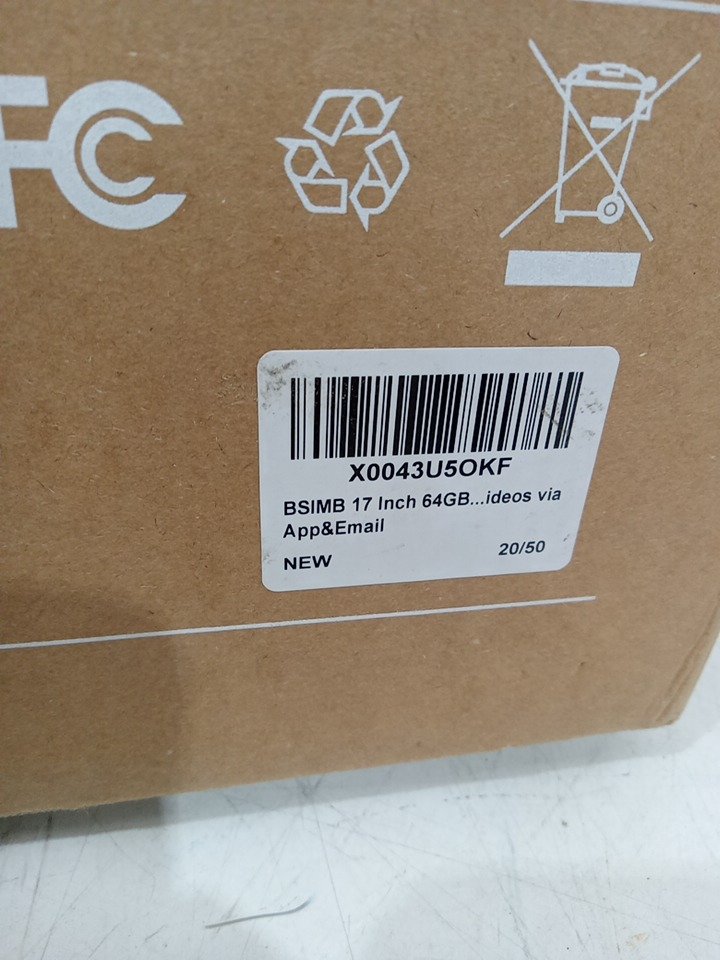 FC
X0043U5OKF
BSIMB 17 Inch 64GB...ideos via
App&Email
NEW 20/50